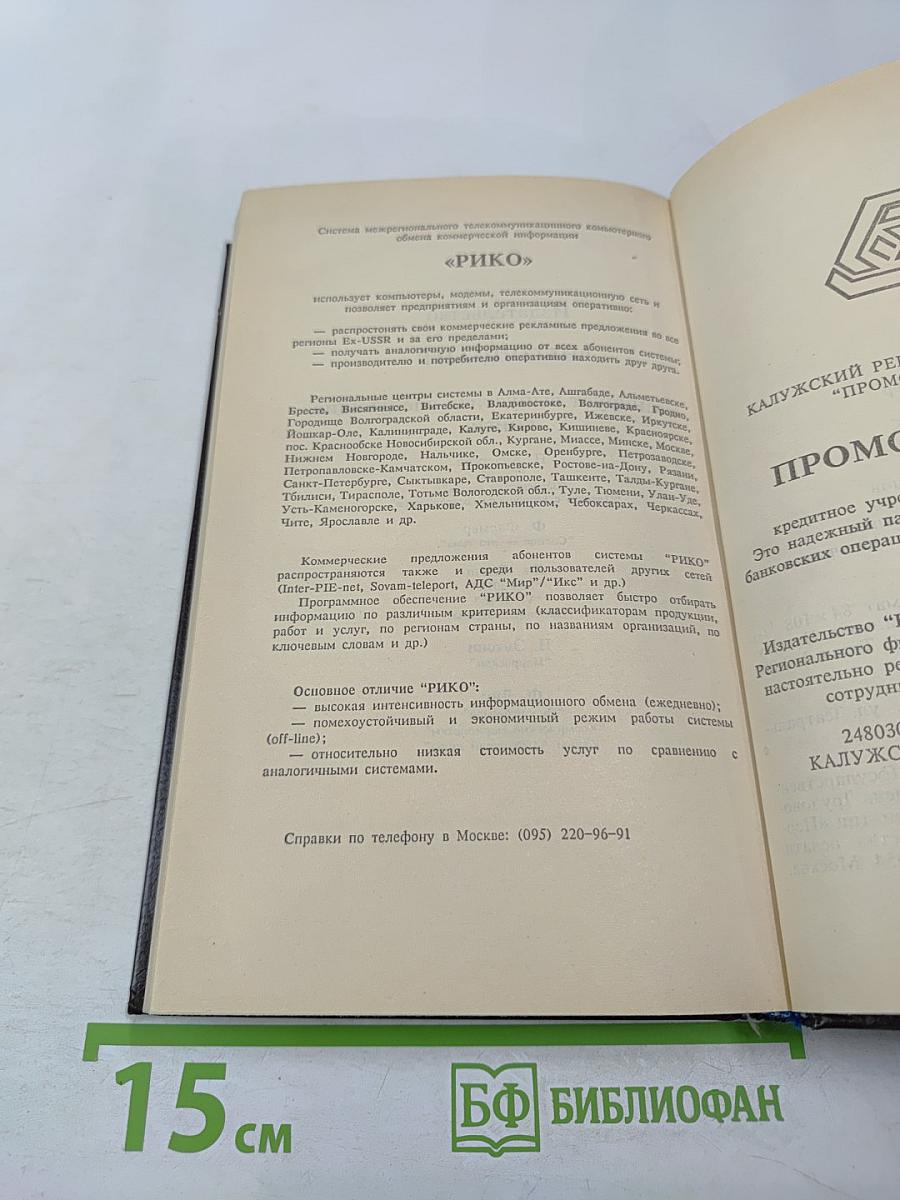 Система межрегионального телекоммуникациинного комьютерного
обмена коммерческой информации
«РИКО»
использует компьютеры, модемы, телекоммуникационную сеть и
позволяет предприятиям и организациям оперативно:
— распростонять свои коммерческие рекламные предложения во все
регионы Ex-USSR и за его пределами;
— получать аналогичную информацию от всех абонентов системы;
— производителю и потребителю оперативно находить друг друга.
Региональные центры системы в Алма-Ате, Ашгабаде, Альметьевске,
Бресте, Висягинясе, Витебске, Владивостоке, Волгограде, Гродно,
Городище Волгоградской области, Екатеринбурге, Ижевске, Иркутске,
Йошкар-Оле, Калининграде, Калуге, Кирове, Кишиневе, Красноярске,
пос. Краснообске Новосибирской обл., Кургане, Миассе, Минске, Москве,
Нижнем Новгороде, Нальчике, Омске, Оренбурге, Петрозаводске,
Петропавловске-Камчатском, Прокопьевске, Ростове-на-Дону, Рязани,
Санкт-Петербурге, Сыктывкаре, Ставрополе, Ташкенте, Талды-Кургане,
Тбилиси, Тирасполе, Тотьме Вологодской обл., Туле, Тюмени, Улан-Уде,
Усть-Каменогорске, Харькове, Хмельницком, Чебоксарах, Черкассах,
Чите, Ярославле и др.
Коммерческие предложения абонентов системы “РИКО”
распространяются также и среди пользователей других сетей
(Inter-PIE-net, Sovam-teleport, АДС “Мир”/“Икс” и др.)
Программное обеспечение “РИКО” позволяет быстро отбирать
информацию по различным критериям (классификаторам продукции,
работ и услуг, по регионам страны, по названиям организаций, по
ключевым словам и др.)
Основное отличие “РИКО”:
— высокая интенсивность информационного обмена (ежедневно);
— помехоустойчивый и экономичный режим работы системы
(off-line);
— относительно низкая стоимость услуг по сравнению с
аналогичными системами.
Справки по телефону в Москве: (095) 220-96-91
КАЛУЖСКИЙ РЕГ
“ПРОМС
ПРОМС
кредитное учре
Это надежный па
банковских операц
Издательство
Регионального ф
настоятельно ре
сотрудн
248030
КАЛУЖС
15 см
БФ БИБЛИОФАН